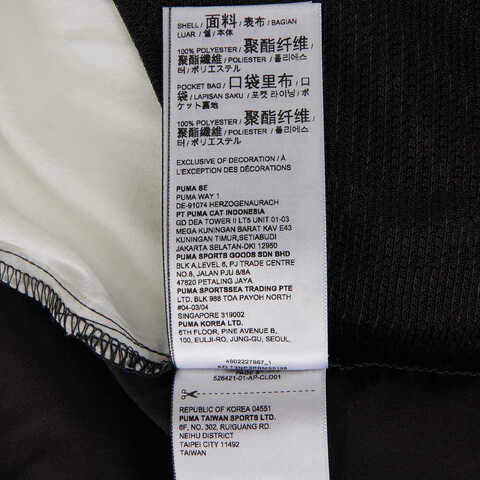 SHELL / 面料 / 表布 / BAGIAN
LUAR / 쉘 / 本体
100% POLYESTER / 聚酯纤维 /
聚酯纖維 / POLIESTER / 폴리에스
터 / ポリエステル
POCKET BAG / 口袋里布 / 口
袋 / LAPISAN SAKU / 포켓 라이닝 / ポ
ケット裏地
100% POLYESTER / 聚酯纤维 /
聚酯纖維 / POLIESTER / 폴리에스
터 / ポリエステル
EXCLUSIVE OF DECORATION / À
L'EXCEPTION DES DÉCORATIONS
PUMA SE
PUMA WAY 1
DE-91074 HERZOGENAURACH
PT PUMA CAT INDONESIA
GD DEA TOWER II LT5 UNIT 01-03
MEGA KUNINGAN BARAT KAV E43
KUNINGAN TIMUR,SETIABUDI
JAKARTA SELATAN-DKI 12950
PUMA SPORTS GOODS SDN BHD
BLK A,LEVEL 6, PJ TRADE CENTRE
NO.8, JALAN PJU 8/8A
47820 PETALING JAYA
PUMA SPORTSSEA TRADING PTE
LTD. BLK 988 TOA PAYOH NORTH
#04-03/04
SINGAPORE 319002
PUMA KOREA LTD.
6TH FLOOR, PINE AVENUE B,
100, EULJI-RO, JUNG-GU, SEOUL,
4502227867_1
526421-01-AP-CLD01
REPUBLIC OF KOREA 04551
PUMA TAIWAN SPORTS LTD.
6F, NO. 302, RUIGUANG RD.
NEIHU DISTRICT
TAIPEI CITY 11492
TAIWAN